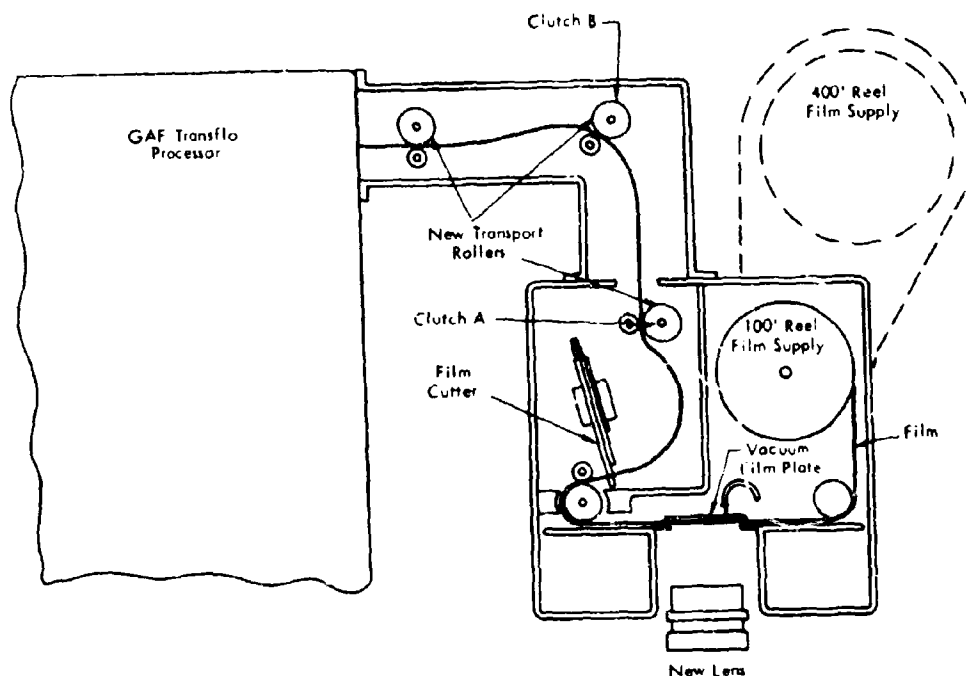 Clutch B
400' Reel
Film Supply
GAF Transflo
Processor
New Transport
Rollers
Clutch A
100' Reel
Film Supply
Film
Cutter
Film
Vacuum
Film Plate
New Lens